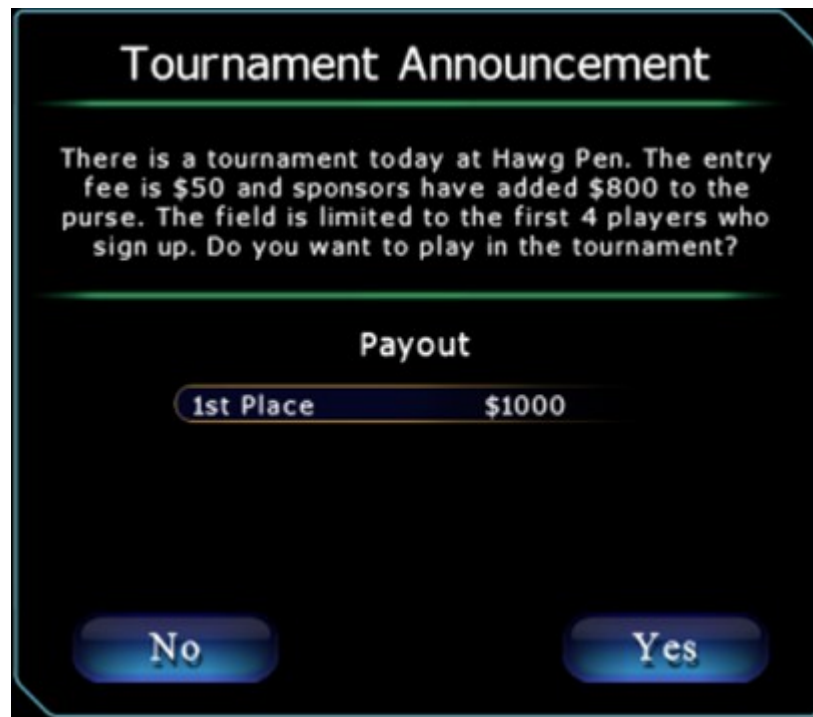 Tournament Announcement
There is a tournament today at Hawg Pen. The entry
fee is $50 and sponsors have added $800 to the
purse. The field is limited to the first 4 players who
sign up. Do you want to play in the tournament?
Payout
1st Place $1000
No Yes